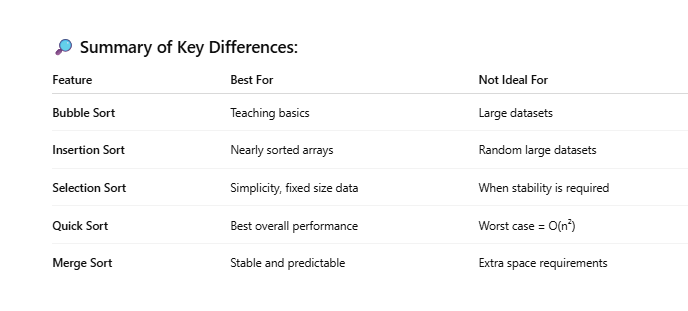 🔎 Summary of Key Differences:
Feature Best For Not Ideal For
Bubble Sort Teaching basics Large datasets
Insertion Sort Nearly sorted arrays Random large datasets
Selection Sort Simplicity, fixed size data When stability is required
Quick Sort Best overall performance Worst case = O(n²)
Merge Sort Stable and predictable Extra space requirements